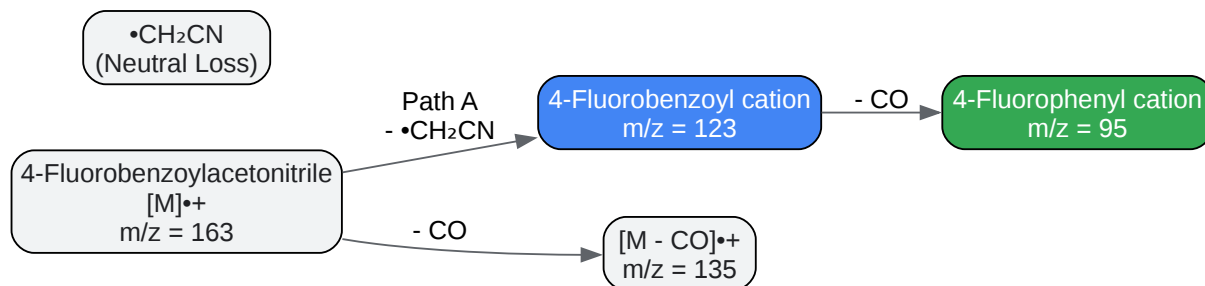 •CH₂CN
(Neutral Loss)
Path A
- •CH₂CN
4-Fluorobenzoyl cation
m/z = 123
- CO
4-Fluorophenyl cation
m/z = 95
4-Fluorobenzoylacetonitrile
[M]•+
m/z = 163
- CO
[M - CO]•+
m/z = 135